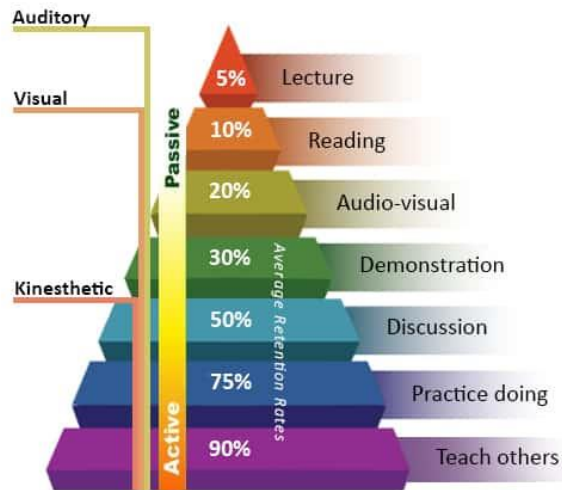 Auditory
5%
Lecture
Visual
10%
Reading
Passive
20%
Audio-visual
30%
Demonstration
Average Retention Rates
Kinesthetic
50%
Discussion
75%
Practice doing
Active
90%
Teach others